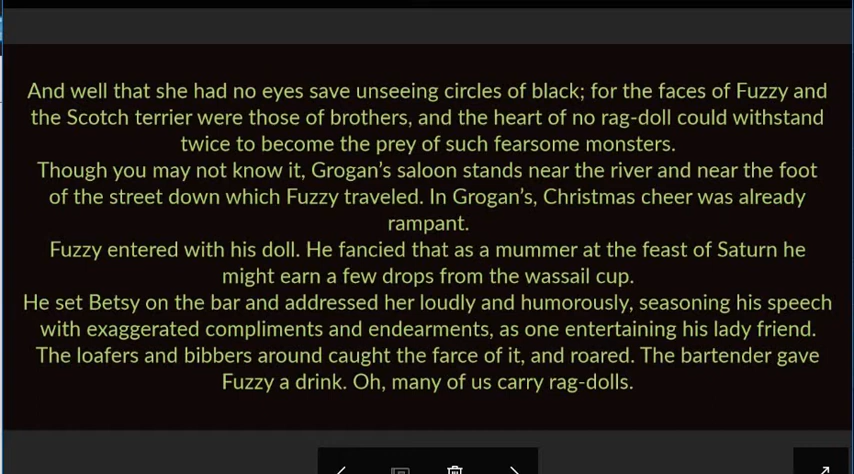 And well that she had no eyes save unseeing circles of black; for the faces of Fuzzy and
the Scotch terrier were those of brothers, and the heart of no rag-doll could withstand
twice to become the prey of such fearsome monsters.
Though you may not know it, Grogan’s saloon stands near the river and near the foot
of the street down which Fuzzy traveled. In Grogan’s, Christmas cheer was already
rampant.
Fuzzy entered with his doll. He fancied that as a mummer at the feast of Saturn he
might earn a few drops from the wassail cup.
He set Betsy on the bar and addressed her loudly and humorously, seasoning his speech
with exaggerated compliments and endearments, as one entertaining his lady friend.
The loafers and bibbers around caught the farce of it, and roared. The bartender gave
Fuzzy a drink. Oh, many of us carry rag-dolls.